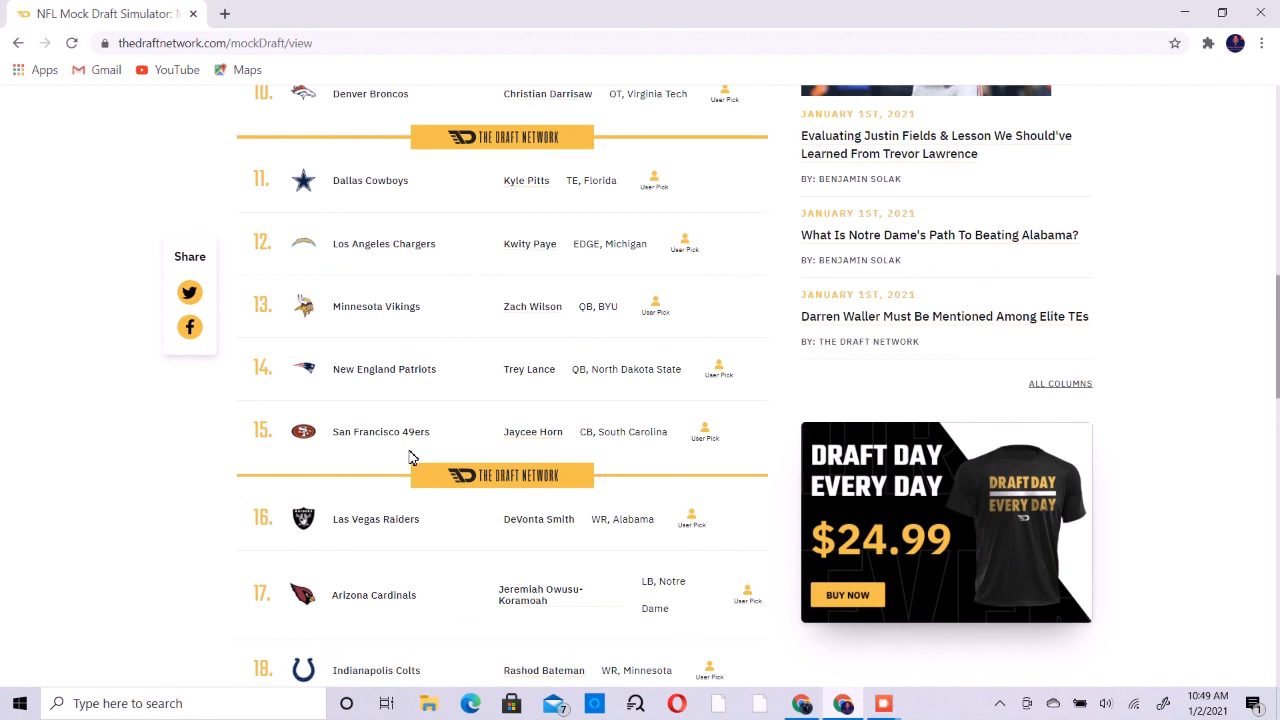 NFL Mock Draft Simul
thedraftnetwork.com/mockDraft/view
Apps Gmail YouTube Maps
10. Denver Broncos Christian Darrisaw OT, Virginia Tech User Pick
THE DRAFT NETWORK
11. Dallas Cowboys Kyle Pitts TE, Florida User Pick
12. Los Angeles Chargers Kwity Paye EDGE, Michigan User Pick
13. Minnesota Vikings Zach Wilson QB, BYU User Pick
14. New England Patriots Trey Lance QB, North Dakota State User Pick
15. San Francisco 49ers Jaycee Horn CB, South Carolina User Pick
THE DRAFT NETWORK
16. Las Vegas Raiders DeVonta Smith WR, Alabama User Pick
17. Arizona Cardinals Jeremiah Owusu-
Koramoah
LB, Notre
Dame
User Pick
18. Indianapolis Colts Rashod Bateman WR, Minnesota User Pick
Share
JANUARY 1ST, 2021
Evaluating Justin Fields & Lesson We Should've
Learned From Trevor Lawrence
BY: BENJAMIN SOLAK
JANUARY 1ST, 2021
What Is Notre Dame's Path To Beating Alabama?
BY: BENJAMIN SOLAK
JANUARY 1ST, 2021
Darren Waller Must Be Mentioned Among Elite TEs
BY: THE DRAFT NETWORK
ALL COLUMNS
DRAFT DAY
EVERY DAY
$24.99
BUY NOW
DRAFT DAY
EVERY DAY
Type here to search
7
10:49 AM
1/2/2021
1